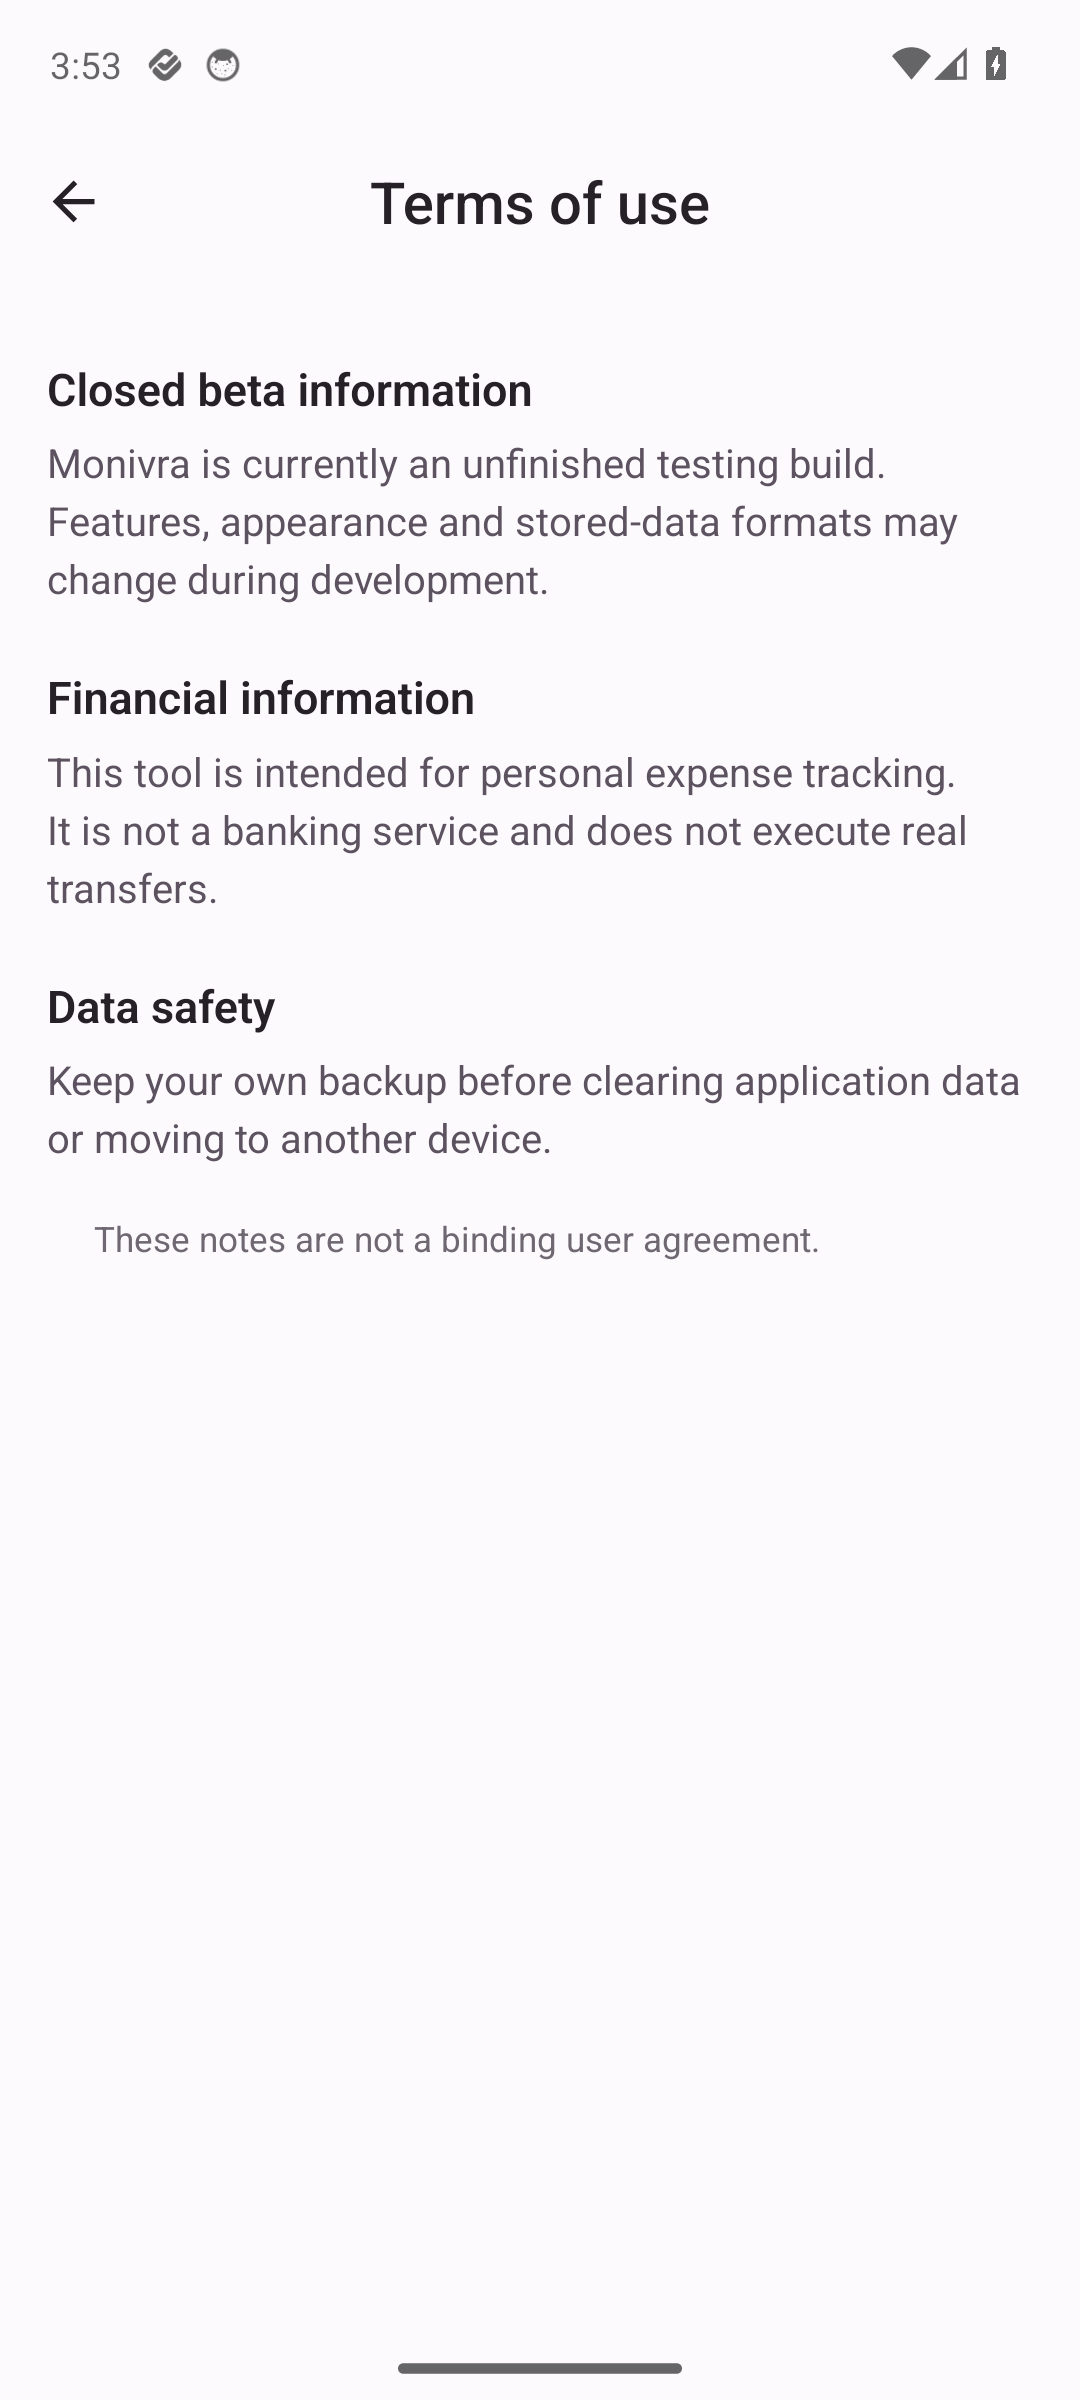 3:53
Terms of use
Closed beta information
Monivra is currently an unfinished testing build.
Features, appearance and stored-data formats may
change during development.
Financial information
This tool is intended for personal expense tracking.
It is not a banking service and does not execute real
transfers.
Data safety
Keep your own backup before clearing application data
or moving to another device.
These notes are not a binding user agreement.